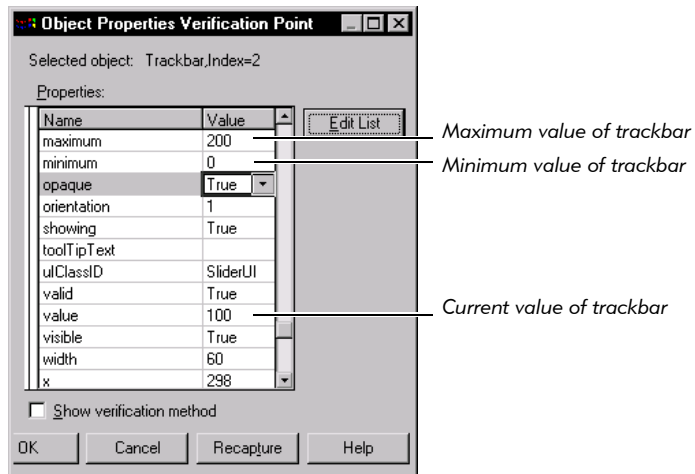 Object Properties Verification Point
Selected object: Trackbar,Index=2
Properties:
Name Value
maximum 200
minimum 0
opaque True
orientation 1
showing True
toolTipText
uIClassID SliderUI
valid True
value 100
visible True
width 60
x 298
Edit List
Maximum value of trackbar
Minimum value of trackbar
Current value of trackbar
Show verification method
OK Cancel Recapture Help